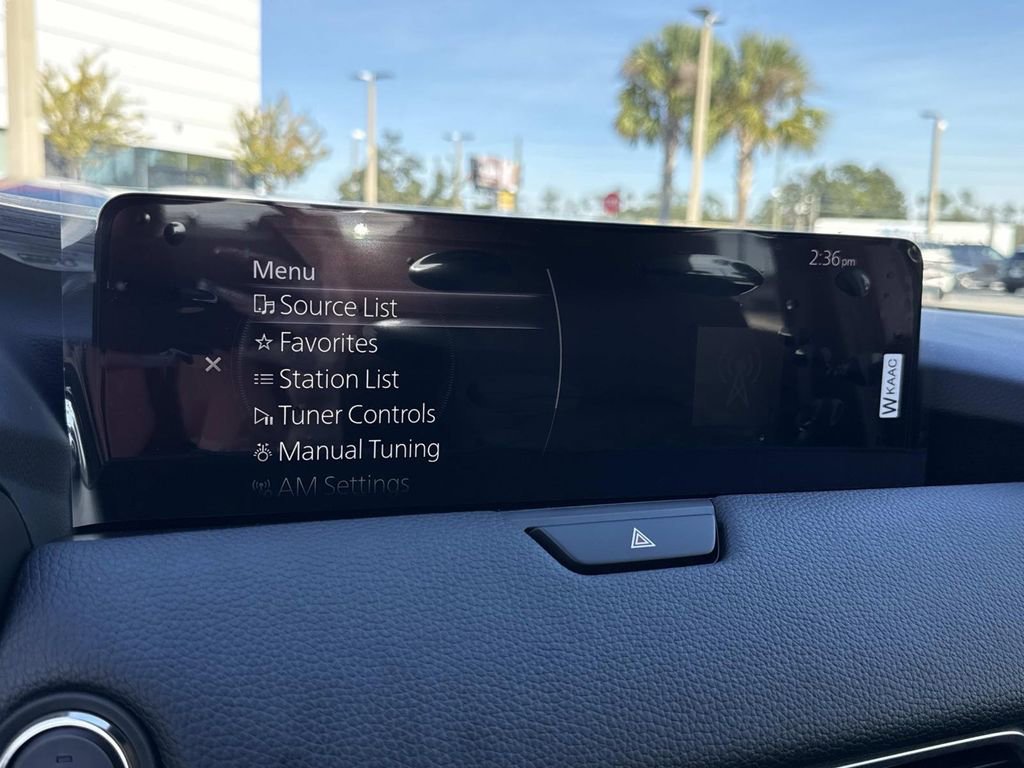 2:36pm
Menu
Source List
Favorites
Station List
Tuner Controls
Manual Tuning
AM Settings
WKAAC